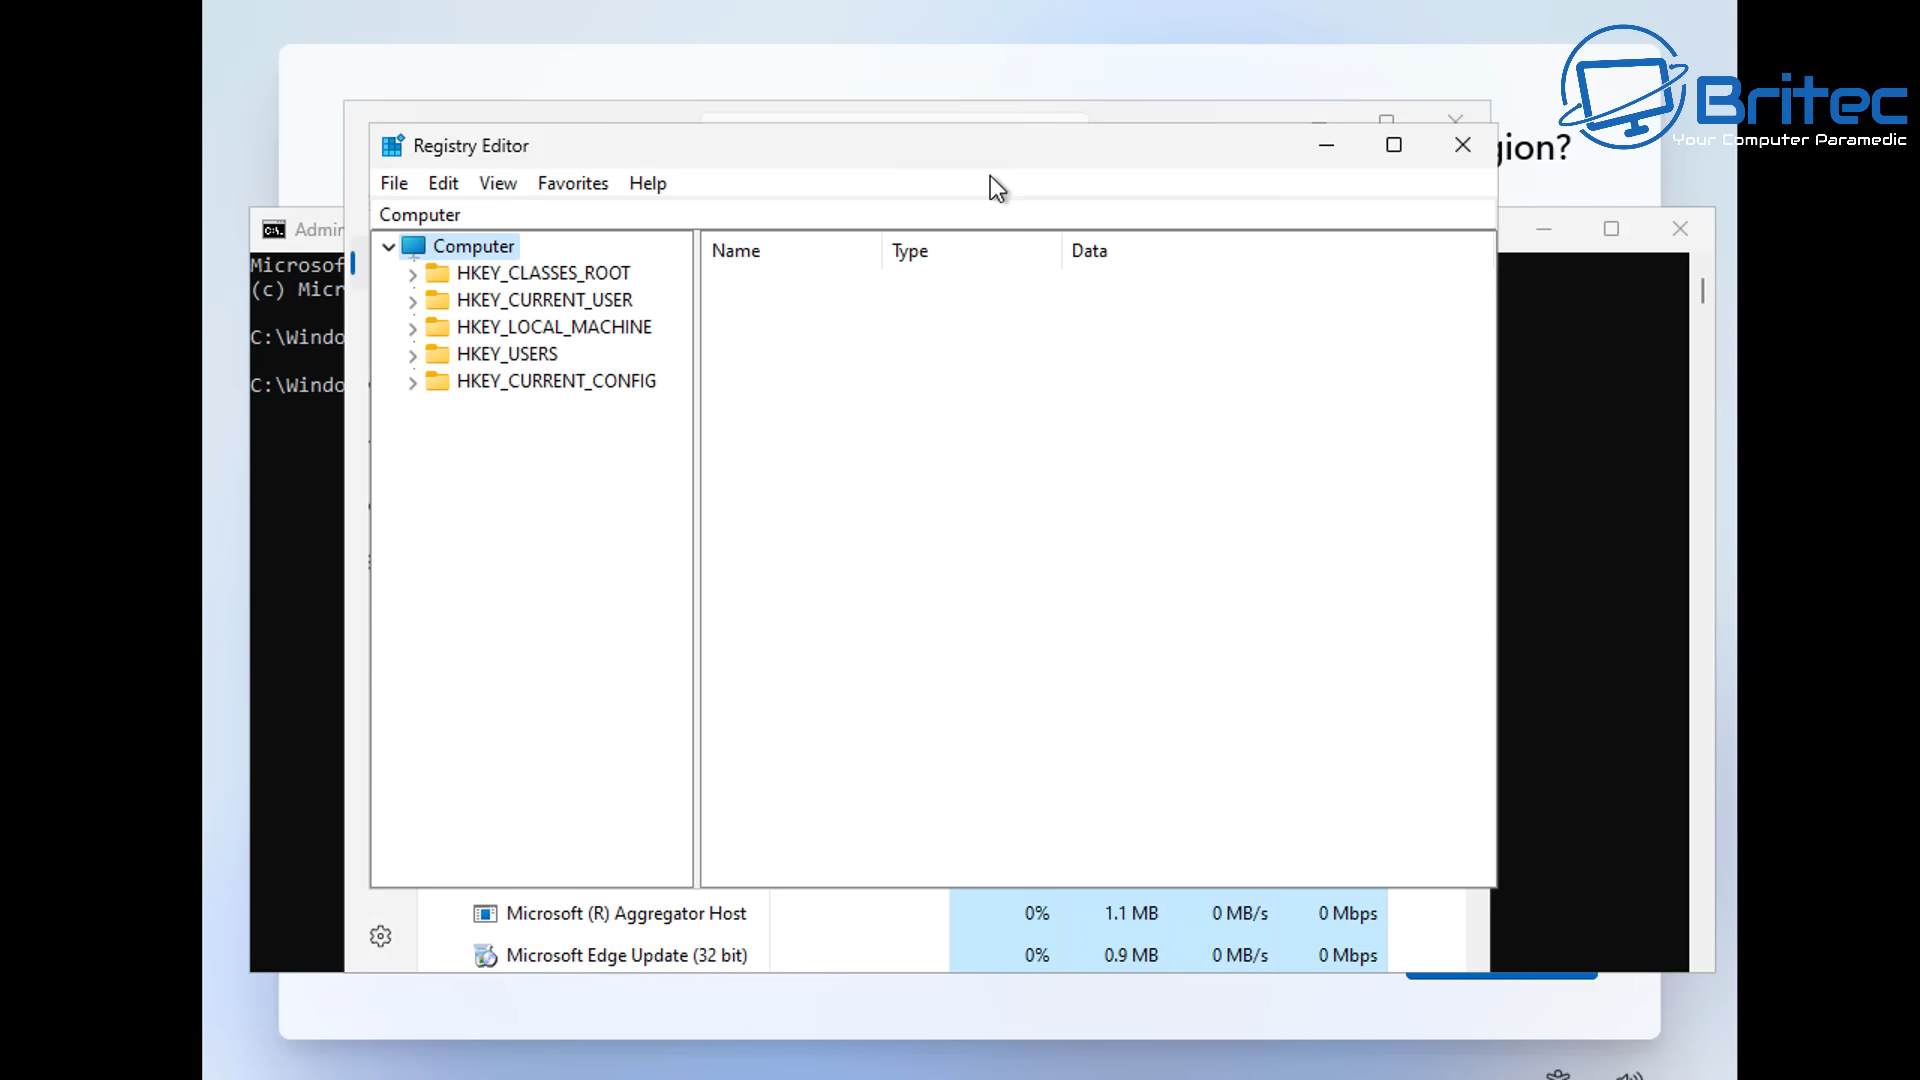 Britec
Your Computer Paramedic
gion?
Registry Editor
File Edit View Favorites Help
Computer
Admin
Microsof
(c) Micr
C:\Windo
C:\Windo
Computer
HKEY_CLASSES_ROOT
HKEY_CURRENT_USER
HKEY_LOCAL_MACHINE
HKEY_USERS
HKEY_CURRENT_CONFIG
Name Type Data
Microsoft (R) Aggregator Host 0% 1.1 MB 0 MB/s 0 Mbps
Microsoft Edge Update (32 bit) 0% 0.9 MB 0 MB/s 0 Mbps